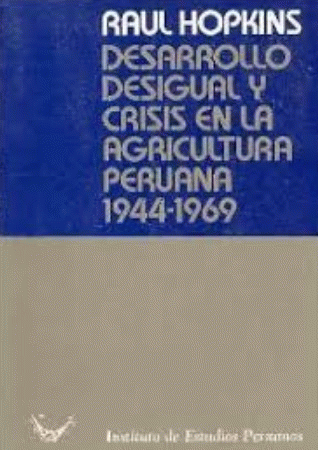 RAUL HOPKINS
DESARROLLO
DESIGUAL Y
CRISIS EN LA
AGRICULTURA
PERUANA
1944-1969
Instituto de Estudios Peruanos